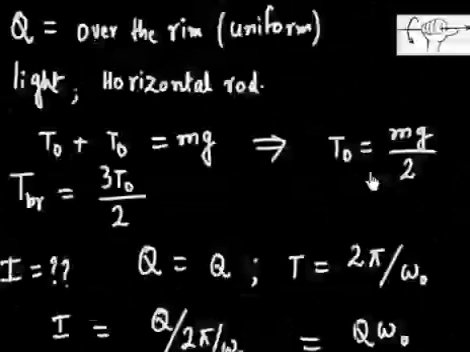 Q = over the rim (uniform)
light, Horizontal rod.
T₀ + T₀ = mg ⇒ T₀ = mg/2
T_br = 3T₀/2
I = ?? Q = Q ; T = 2π/ω₀
I = Q/2π/ω₀ = Qω₀